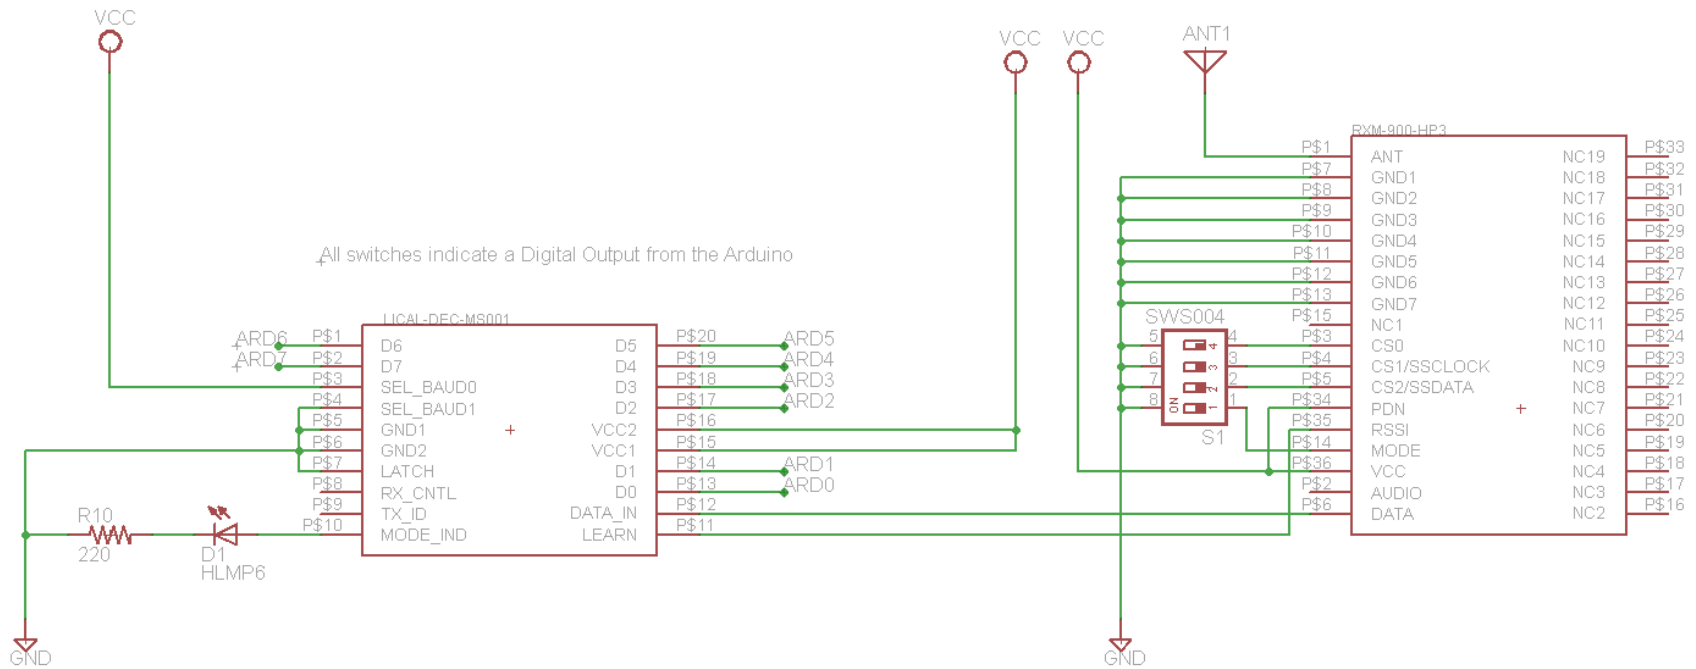 VCC
VCC
VCC
ANT1
All switches indicate a Digital Output from the Arduino
LICAL-DEC-MS001
ARD6 P$1 D6
ARD7 P$2 D7
P$3 SEL_BAUD0
P$4 SEL_BAUD1
P$5 GND1
P$6 GND2
P$7 LATCH
P$8 RX_CNTL
P$9 TX_ID
P$10 MODE_IND
D5 P$20 ARD5
D4 P$19 ARD4
D3 P$18 ARD3
D2 P$17 ARD2
VCC2 P$16
VCC1 P$15
D1 P$14 ARD1
D0 P$13 ARD0
DATA_IN P$12
LEARN P$11
R10
220
D1
HLMP6
GND
SWS004
5 4 4
6 3 3
7 2 2
8 ON 1 1
S1
GND
RXM-900-HP3
P$1 ANT
P$7 GND1
P$8 GND2
P$9 GND3
P$10 GND4
P$11 GND5
P$12 GND6
P$13 GND7
P$15 NC1
P$3 CS0
P$4 CS1/SSCLOCK
P$5 CS2/SSDATA
P$34 PDN
P$35 RSSI
P$14 MODE
P$36 VCC
P$2 AUDIO
P$6 DATA
NC19 P$33
NC18 P$32
NC17 P$31
NC16 P$30
NC15 P$29
NC14 P$28
NC13 P$27
NC12 P$26
NC11 P$25
NC10 P$24
NC9 P$23
NC8 P$22
NC7 P$21
NC6 P$20
NC5 P$19
NC4 P$18
NC3 P$17
NC2 P$16